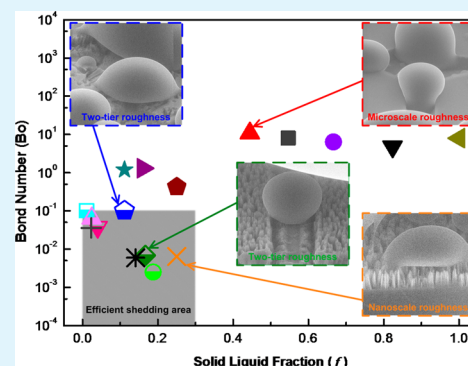 Bond Number (Bo)
10⁴
10³
10²
10¹
10⁰
10⁻¹
10⁻²
10⁻³
10⁻⁴
Two-tier roughness
Microscale roughness
Two-tier roughness
Nanoscale roughness
Efficient shedding area
0.0 0.2 0.4 0.6 0.8 1.0
Solid Liquid Fraction (f)